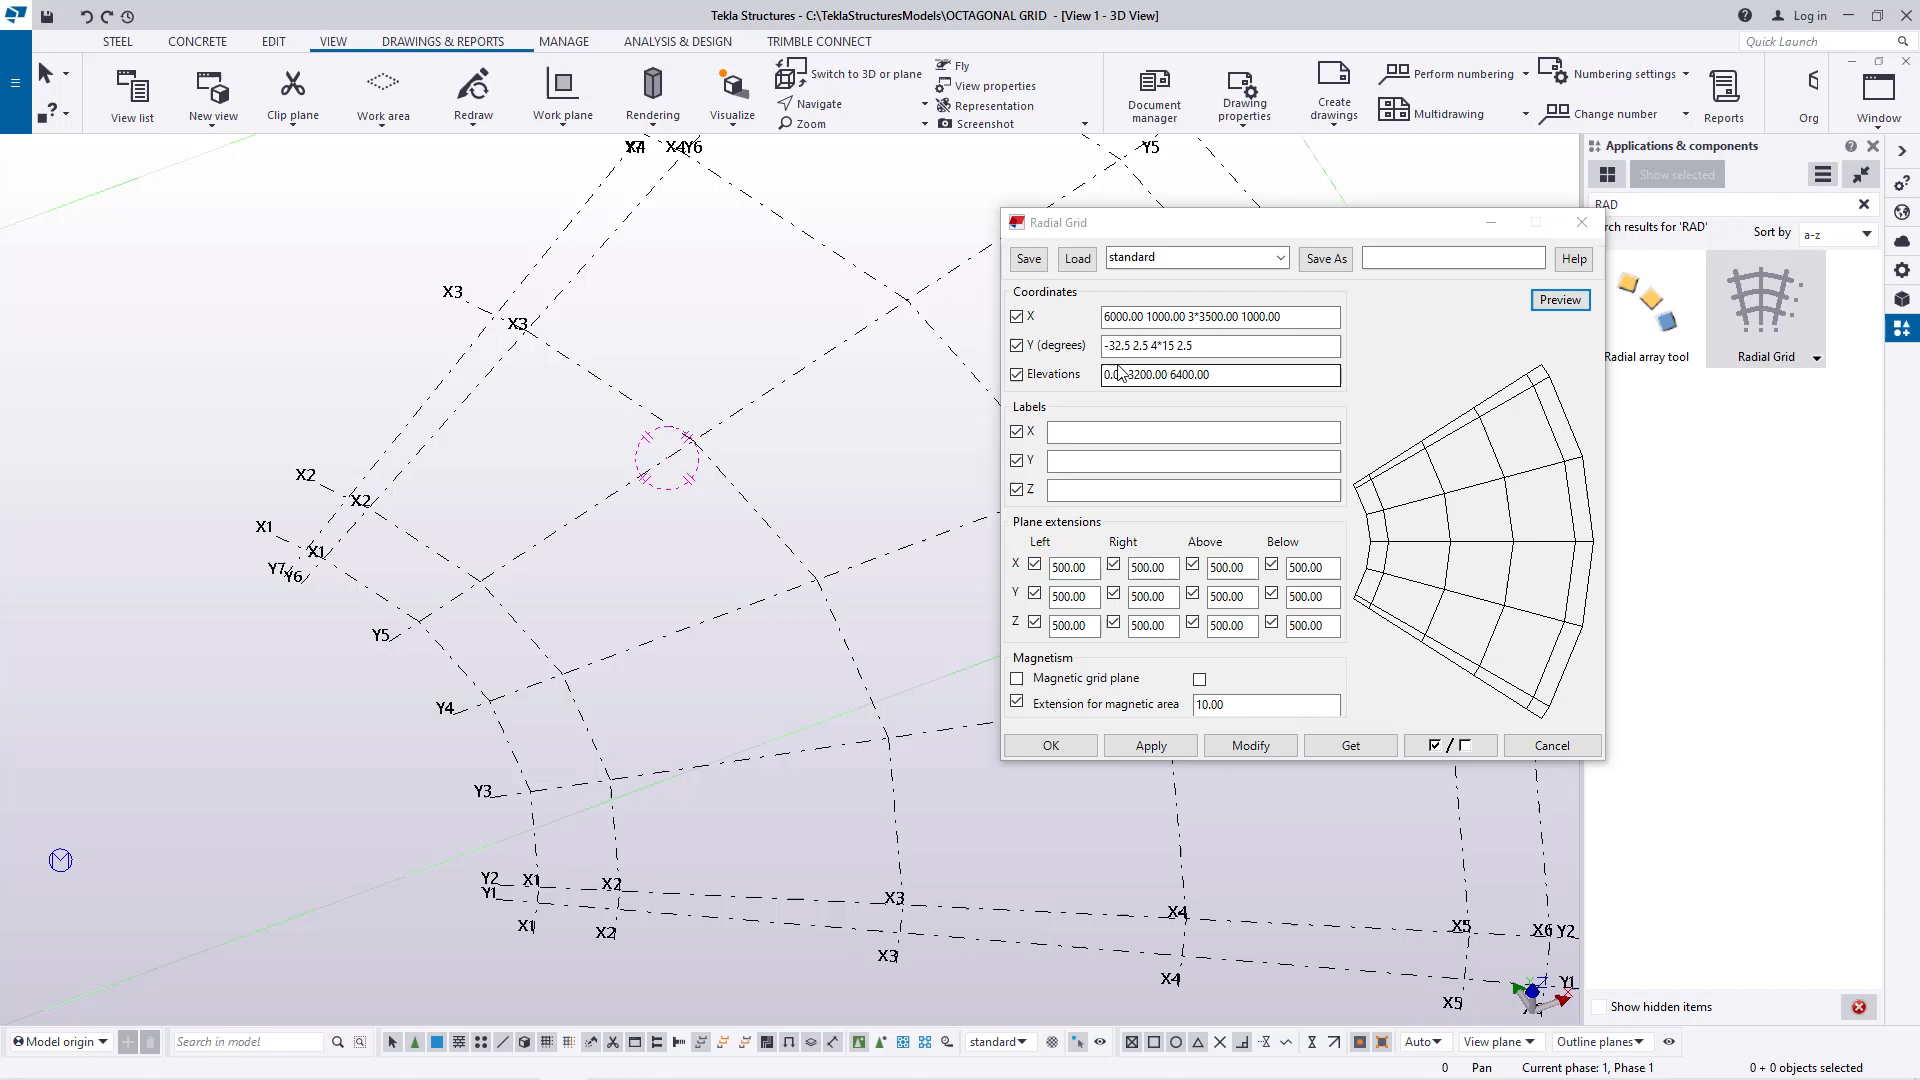 Tekla Structures - C:\TeklaStructuresModels\OCTAGONAL GRID - [View 1 - 3D View]
Log in
STEEL
CONCRETE
EDIT
VIEW
DRAWINGS & REPORTS
MANAGE
ANALYSIS & DESIGN
TRIMBLE CONNECT
Quick Launch
View list
New view
Clip plane
Work area
Redraw
Work plane
Rendering
Visualize
Switch to 3D or plane
Navigate
Zoom
Fly
View properties
Representation
Screenshot
Document manager
Drawing properties
Create drawings
Perform numbering
Multidrawing
Numbering settings
Change number
Reports
Org
Window
Applications & components
Show selected
RAD
rch results for 'RAD'
Sort by
a-z
Radial array tool
Radial Grid
Show hidden items
Radial Grid
Save
Load
standard
Save As
Help
Preview
Coordinates
X
6000.00 1000.00 3*3500.00 1000.00
Y (degrees)
-32.5 2.5 4*15 2.5
Elevations
3200.00 6400.00
Labels
X
Y
Z
Plane extensions
Left Right Above Below
X 500.00 500.00 500.00 500.00
Y 500.00 500.00 500.00 500.00
Z 500.00 500.00 500.00 500.00
Magnetism
Magnetic grid plane
Extension for magnetic area
10.00
OK
Apply
Modify
Get
/
Cancel
X4 Y6
Y5
X3
X3
X2
X2
X1
X1
Y7
Y6
Y5
Y4
Y3
Y2 X1 X2
Y1
X3
X4
X5
X6 Y2
X1
X2
X3
X4
X5
Y1
Model origin
Search in model
standard
Auto
View plane
Outline planes
0
Pan
Current phase: 1, Phase 1
0 + 0 objects selected